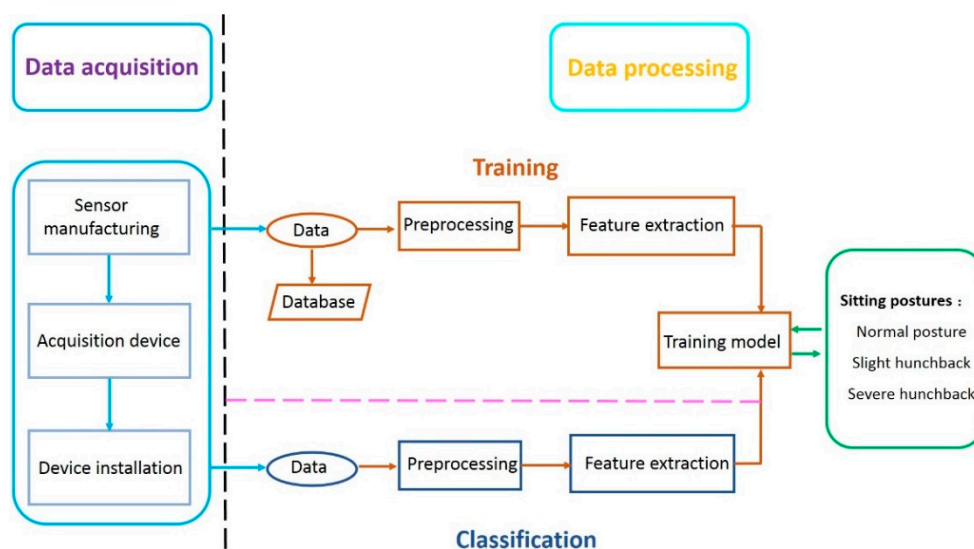 Data acquisition
Data processing
Sensor
manufacturing
Acquisition device
Device installation
Training
Data
Preprocessing
Feature extraction
Database
Training model
Sitting postures :
Normal posture
Slight hunchback
Severe hunchback
Data
Preprocessing
Feature extraction
Classification